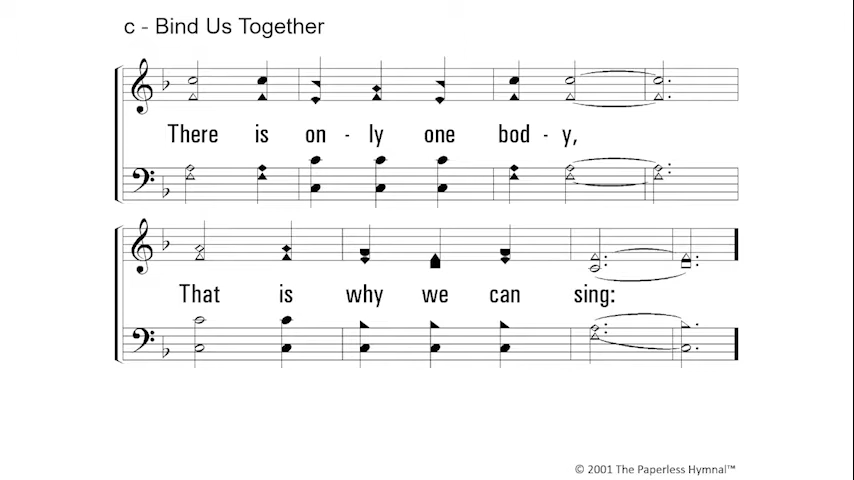 c - Bind Us Together
There is on - ly one bod - y,
That is why we can sing:
© 2001 The Paperless Hymnal™